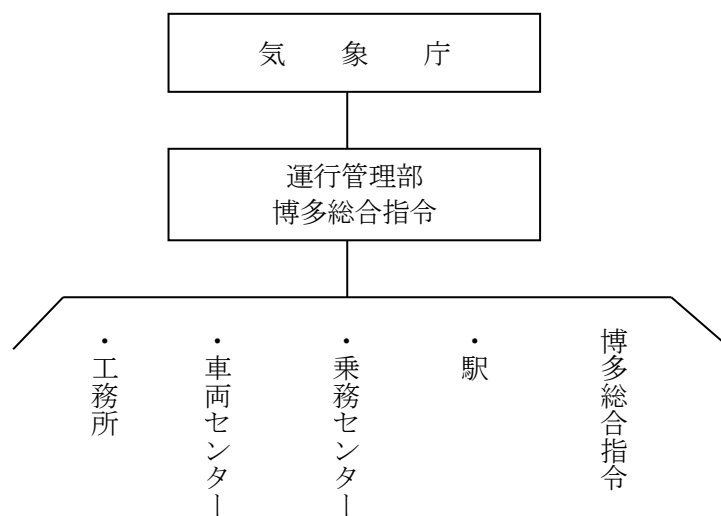 気　象　庁
運行管理部
博多総合指令
博多総合指令
・駅
・乗務センター
・車両センター
・工務所